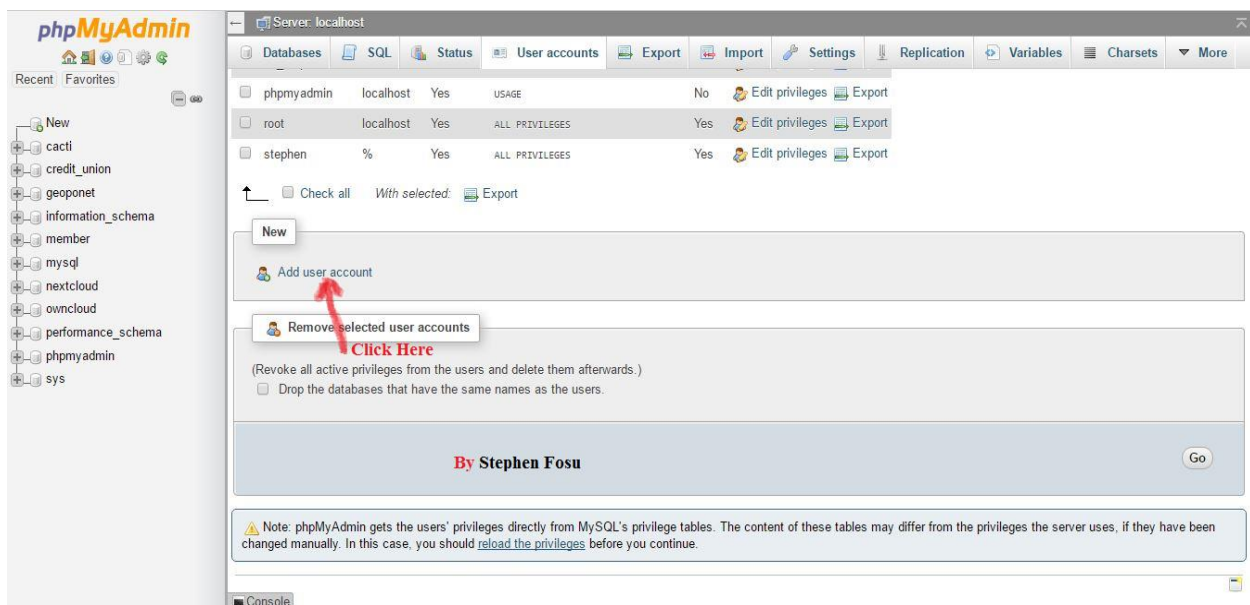 phpMyAdmin
Recent Favorites
New
cacti
credit_union
geoponet
information_schema
member
mysql
nextcloud
owncloud
performance_schema
phpmyadmin
sys
Server: localhost
Databases SQL Status User accounts Export Import Settings Replication Variables Charsets More
phpmyadmin localhost Yes USAGE No Edit privileges Export
root localhost Yes ALL PRIVILEGES Yes Edit privileges Export
stephen % Yes ALL PRIVILEGES Yes Edit privileges Export
Check all With selected: Export
New
Add user account
Remove selected user accounts
Click Here
(Revoke all active privileges from the users and delete them afterwards.)
Drop the databases that have the same names as the users.
By Stephen Fosu
Go
Note: phpMyAdmin gets the users' privileges directly from MySQL's privilege tables. The content of these tables may differ from the privileges the server uses, if they have been
changed manually. In this case, you should reload the privileges before you continue.
Console